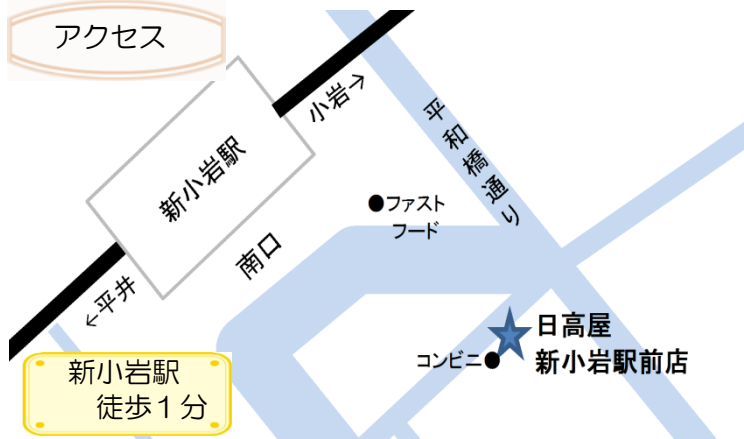 アクセス
小岩→
平和橋通り
新小岩駅
●ファスト
フード
南口
←平井
日高屋
新小岩駅前店
コンビニ●
新小岩駅
徒歩１分